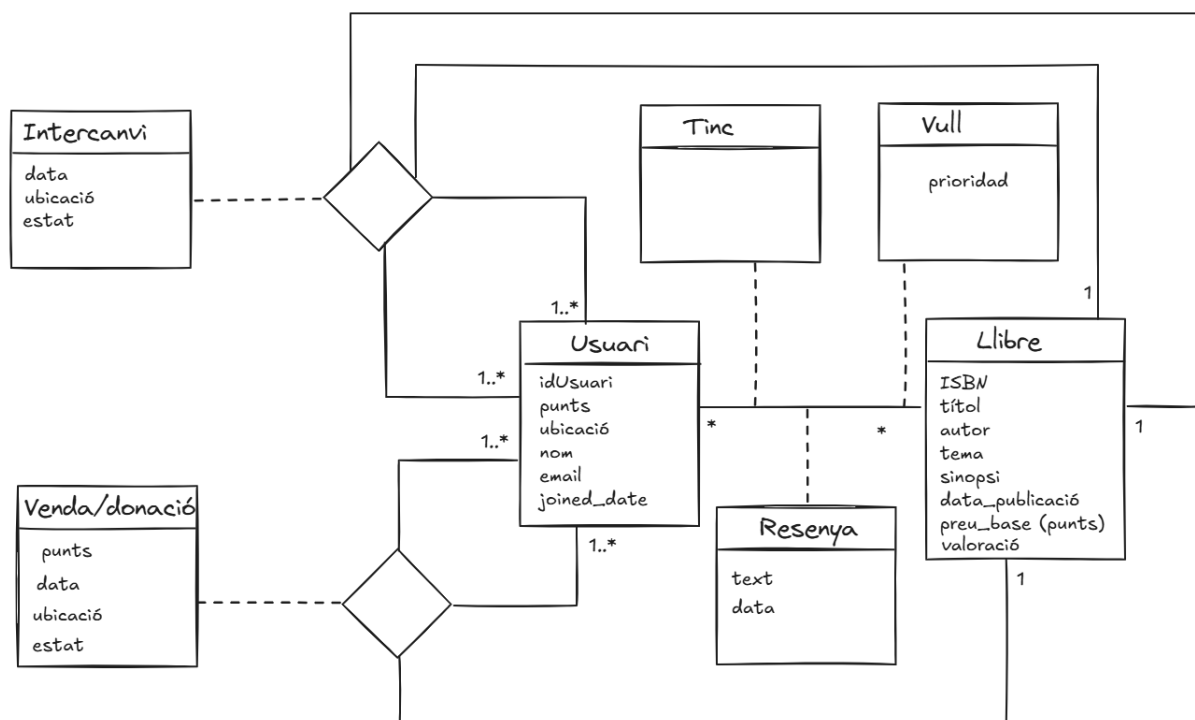 Intercanvi
data
ubicació
estat
Tinc
Vull
prioridad
1..*
1..*
1..*
1..*
Usuari
idUsuari
punts
ubicació
nom
email
joined_date
*
*
1
1
1
Llibre
ISBN
títol
autor
tema
sinopsi
data_publicació
preu_base (punts)
valoració
Venda/donació
punts
data
ubicació
estat
Resenya
text
data